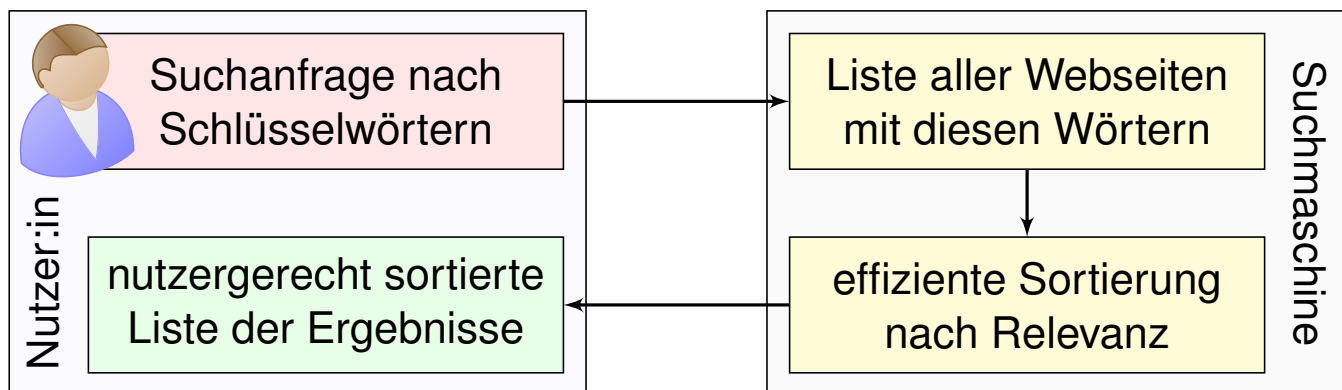 Suchanfrage nach
Schlüsselwörtern
Liste aller Webseiten
mit diesen Wörtern
effiziente Sortierung
nach Relevanz
nutzergerecht sortierte
Liste der Ergebnisse
Nutzer:in
Suchmaschine